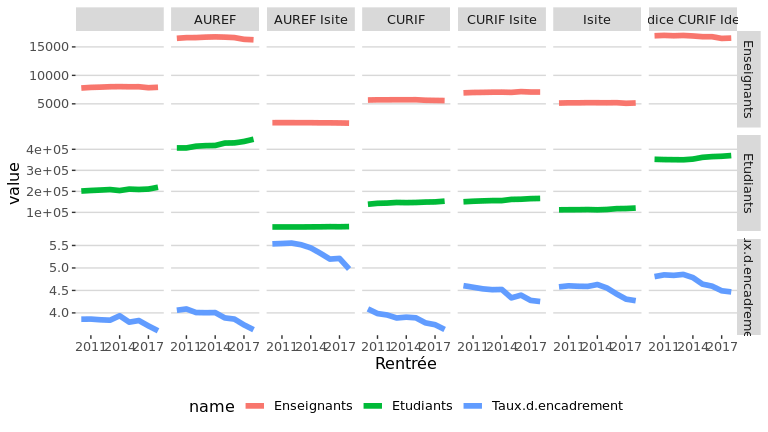 AUREF AUREF Isite CURIF CURIF Isite Isite dice CURIF Ide
15000
10000
5000
Enseignants
4e+05
3e+05
2e+05
1e+05
Etudiants
5.5
5.0
4.5
4.0
ux.d.encadreme
value
2011 2014 2017 2011 2014 2017 2011 2014 2017 2011 2014 2017 2011 2014 2017 2011 2014 2017 2011 2014 2017
Rentrée
name Enseignants Etudiants Taux.d.encadrement